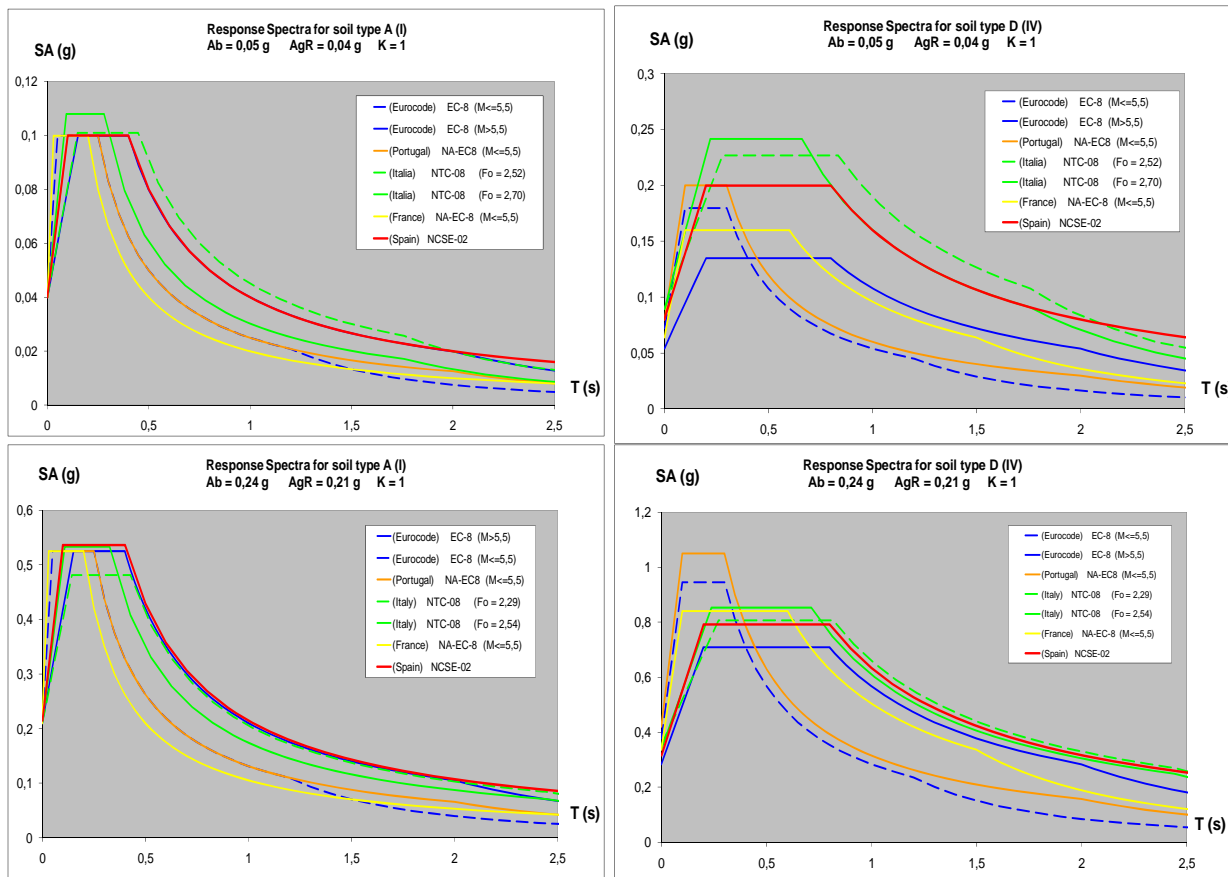 Response Spectra for soil type A (I)
Ab = 0,05 g AgR = 0,04 g K = 1
SA (g)
0,12
0,1
0,08
0,06
0,04
0,02
0
0 0,5 1 1,5 2 2,5
T (s)
(Eurocode) EC-8 (M<=5,5)
(Eurocode) EC-8 (M>5,5)
(Portugal) NA-EC8 (M<=5,5)
(Italia) NTC-08 (Fo = 2,52)
(Italia) NTC-08 (Fo = 2,70)
(France) NA-EC-8 (M<=5,5)
(Spain) NCSE-02
Response Spectra for soil type D (IV)
Ab = 0,05 g AgR = 0,04 g K = 1
SA (g)
0,3
0,25
0,2
0,15
0,1
0,05
0
0 0,5 1 1,5 2 2,5
T (s)
(Eurocode) EC-8 (M<=5,5)
(Eurocode) EC-8 (M>5,5)
(Portugal) NA-EC8 (M<=5,5)
(Italia) NTC-08 (Fo = 2,52)
(Italia) NTC-08 (Fo = 2,70)
(France) NA-EC-8 (M<=5,5)
(Spain) NCSE-02
Response Spectra for soil type A (I)
Ab = 0,24 g AgR = 0,21 g K = 1
SA (g)
0,6
0,5
0,4
0,3
0,2
0,1
0
0 0,5 1 1,5 2 2,5
T (s)
(Eurocode) EC-8 (M>5,5)
(Eurocode) EC-8 (M<=5,5)
(Portugal) NA-EC8 (M<=5,5)
(Italy) NTC-08 (Fo = 2,29)
(Italy) NTC-08 (Fo = 2,54)
(France) NA-EC-8 (M<=5,5)
(Spain) NCSE-02
Response Spectra for soil type D (IV)
Ab = 0,24 g AgR = 0,21 g K = 1
SA (g)
1,2
1
0,8
0,6
0,4
0,2
0
0 0,5 1 1,5 2 2,5
T (s)
(Eurocode) EC-8 (M<=5,5)
(Eurocode) EC-8 (M>5,5)
(Portugal) NA-EC8 (M<=5,5)
(Italy) NTC-08 (Fo = 2,29)
(Italy) NTC-08 (Fo = 2,54)
(France) NA-EC-8 (M<=5,5)
(Spain) NCSE-02